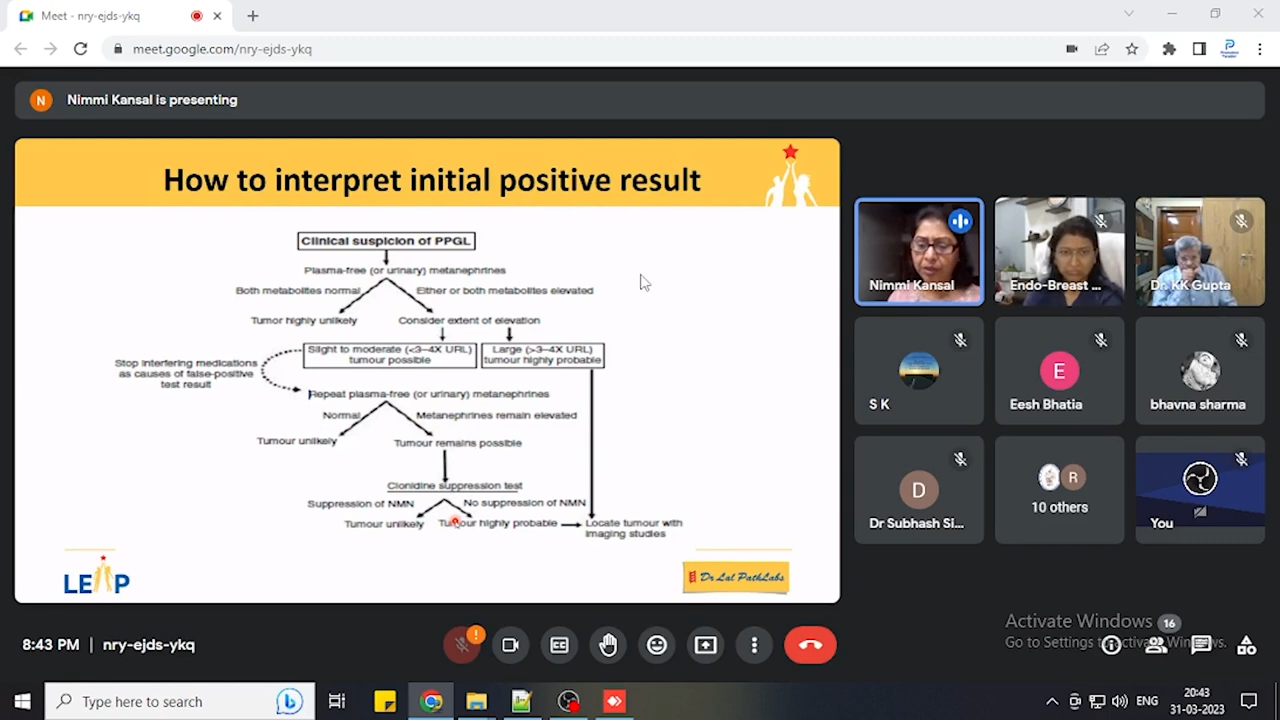 Meet - nry-ejds-ykq
meet.google.com/nry-ejds-ykq
N
Nimmi Kansal is presenting
How to interpret initial positive result
Clinical suspicion of PPGL
Plasma-free (or urinary) metanephrines
Both metabolites normal
Either or both metabolites elevated
Tumor highly unlikely
Consider extent of elevation
Slight to moderate (<3–4X URL)
tumour possible
Large (>3–4X URL)
tumour highly probable
Stop interfering medications
as causes of false-positive
test result
Repeat plasma-free (or urinary) metanephrines
Normal
Metanephrines remain elevated
Tumour unlikely
Tumour remains possible
Clonidine suppression test
Suppression of NMN
No suppression of NMN
Tumour unlikely
Tumour highly probable
Locate tumour with
imaging studies
LEAP
Dr Lal PathLabs
Nimmi Kansal
Endo-Breast ...
Dr. KK Gupta
S K
E
Eesh Bhatia
bhavna sharma
D
Dr Subhash Si...
R
10 others
You
8:43 PM | nry-ejds-ykq
Activate Windows
16
Go to Settings to activate Windows.
Type here to search
ENG
20:43
31-03-2023